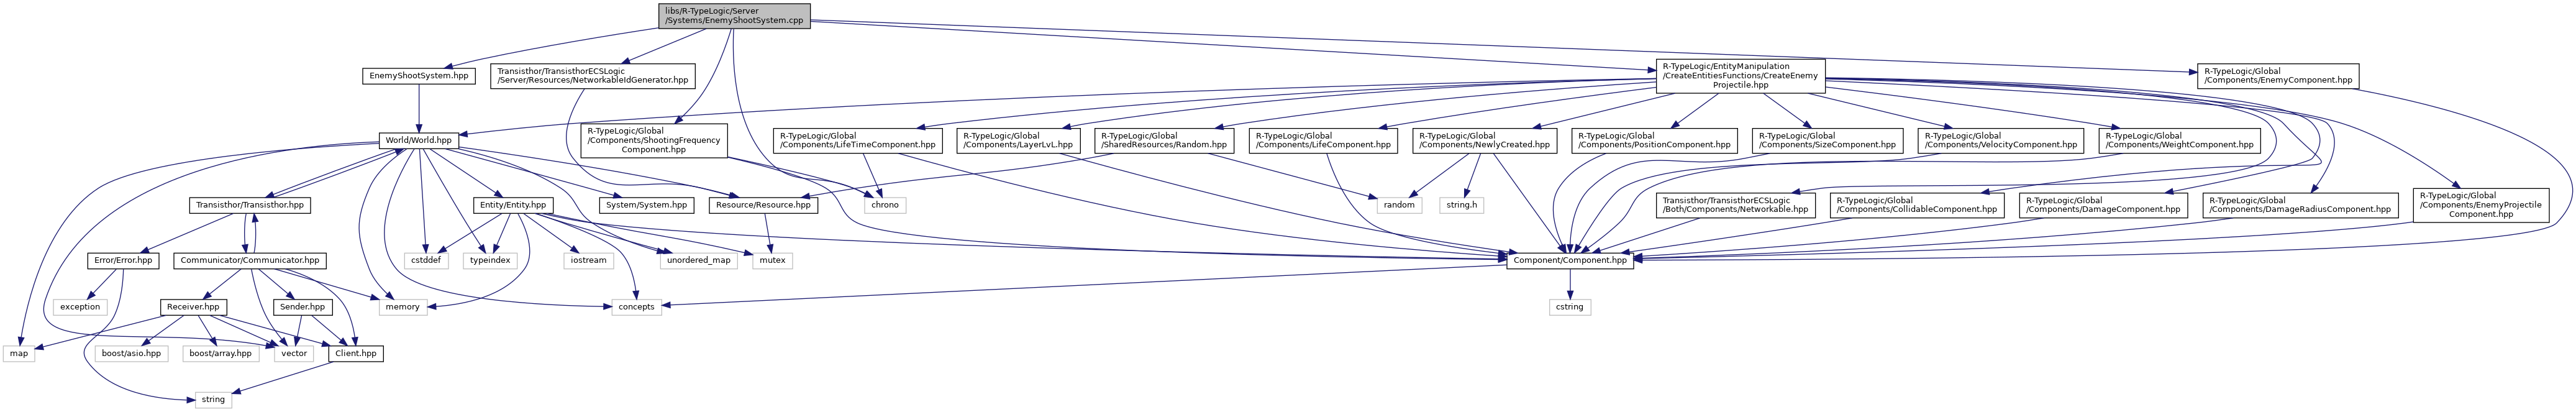 libs/R-TypeLogic/Server
/Systems/EnemyShootSystem.cpp
EnemyShootSystem.hpp
Transisthor/TransisthorECSLogic
/Server/Resources/NetworkableIdGenerator.hpp
R-TypeLogic/EntityManipulation
/CreateEntitiesFunctions/CreateEnemy
Projectile.hpp
R-TypeLogic/Global
/Components/EnemyComponent.hpp
World/World.hpp
R-TypeLogic/Global
/Components/ShootingFrequency
Component.hpp
R-TypeLogic/Global
/Components/LifeTimeComponent.hpp
R-TypeLogic/Global
/Components/LayerLvL.hpp
R-TypeLogic/Global
/SharedResources/Random.hpp
R-TypeLogic/Global
/Components/LifeComponent.hpp
R-TypeLogic/Global
/Components/NewlyCreated.hpp
R-TypeLogic/Global
/Components/PositionComponent.hpp
R-TypeLogic/Global
/Components/SizeComponent.hpp
R-TypeLogic/Global
/Components/VelocityComponent.hpp
R-TypeLogic/Global
/Components/WeightComponent.hpp
Transisthor/Transisthor.hpp
Entity/Entity.hpp
System/System.hpp
Resource/Resource.hpp
chrono
random
string.h
Transisthor/TransisthorECSLogic
/Both/Components/Networkable.hpp
R-TypeLogic/Global
/Components/CollidableComponent.hpp
R-TypeLogic/Global
/Components/DamageComponent.hpp
R-TypeLogic/Global
/Components/DamageRadiusComponent.hpp
R-TypeLogic/Global
/Components/EnemyProjectile
Component.hpp
Error/Error.hpp
Communicator/Communicator.hpp
cstddef
typeindex
iostream
unordered_map
mutex
Component/Component.hpp
exception
Receiver.hpp
Sender.hpp
memory
concepts
cstring
map
boost/asio.hpp
boost/array.hpp
vector
Client.hpp
string